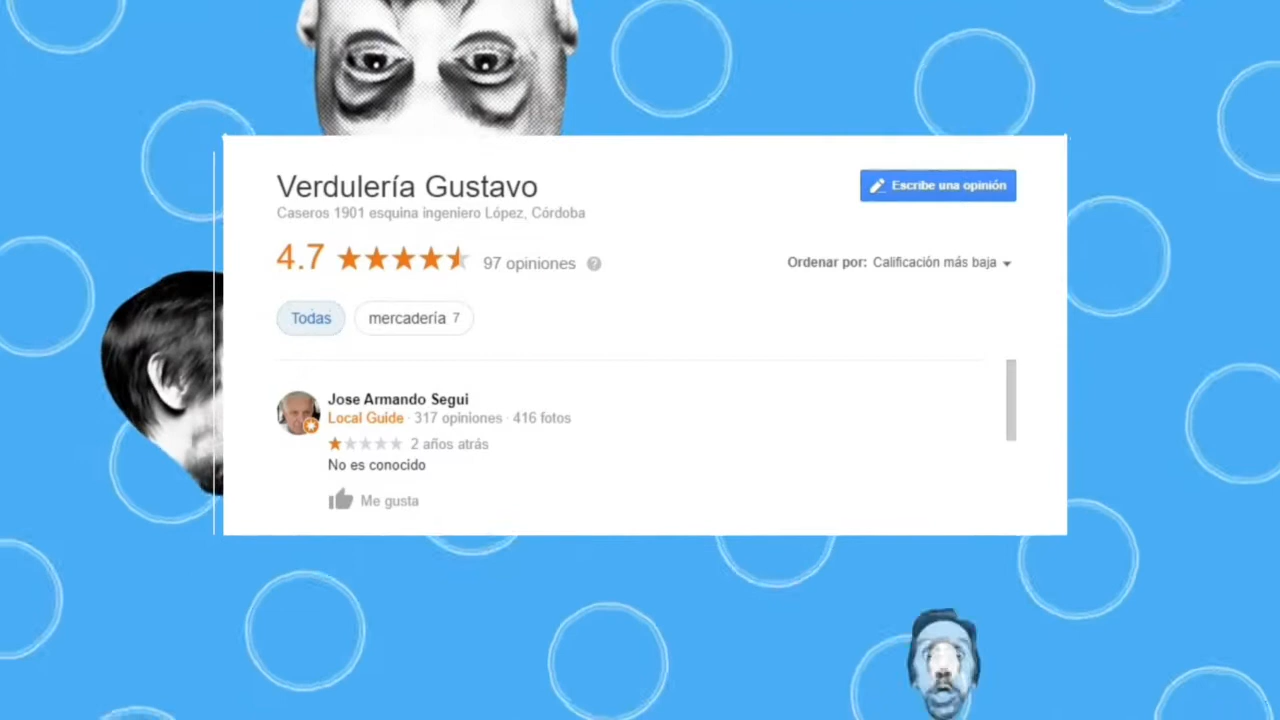 Verdulería Gustavo
Escribe una opinión
Caseros 1901 esquina ingeniero López, Córdoba
4.7 97 opiniones ?
Ordenar por: Calificación más baja
Todas mercadería 7
Jose Armando Segui
Local Guide · 317 opiniones · 416 fotos
2 años atrás
No es conocido
Me gusta